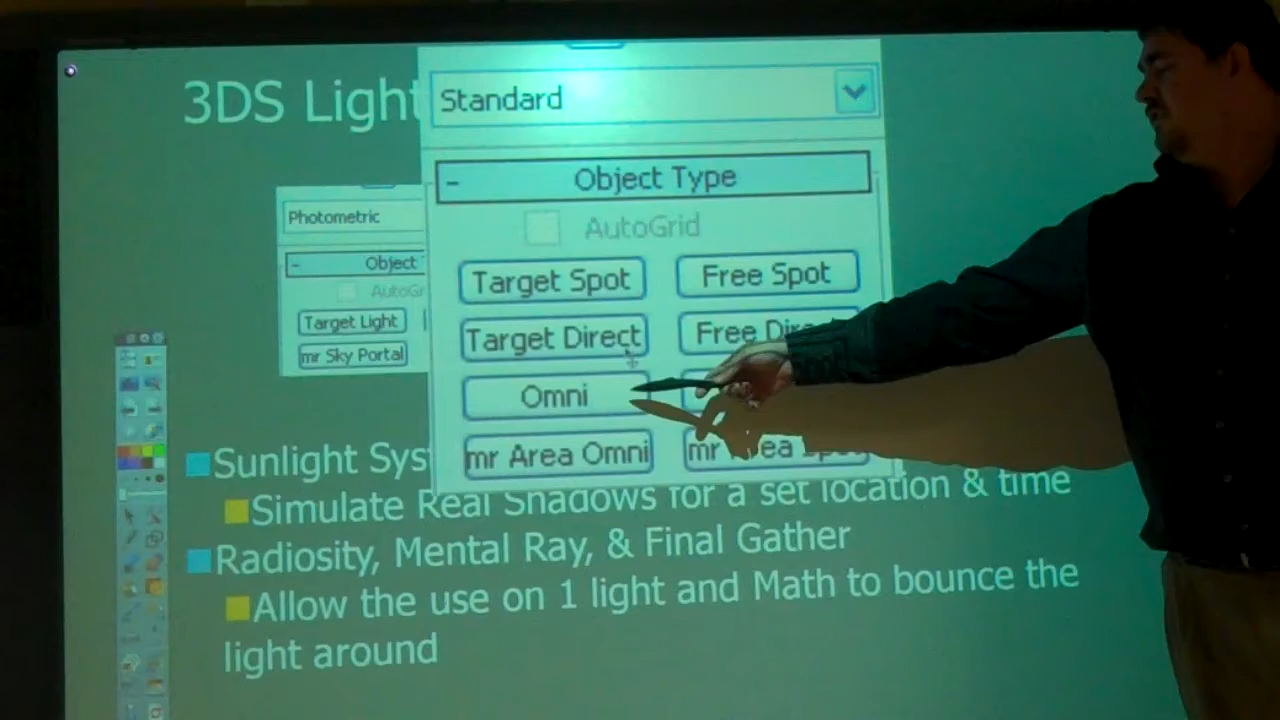 3DS Light
Standard
- Object Type
AutoGrid
Target Spot
Free Spot
Target Direct
Free
Omni
mr Area Omni
mr
Photometric
- Object
Target Light
mr Sky Portal
Sunlight
Simulate Real Shadows for a set location & time
Radiosity, Mental Ray, & Final Gather
Allow the use on 1 light and Math to bounce the
light around